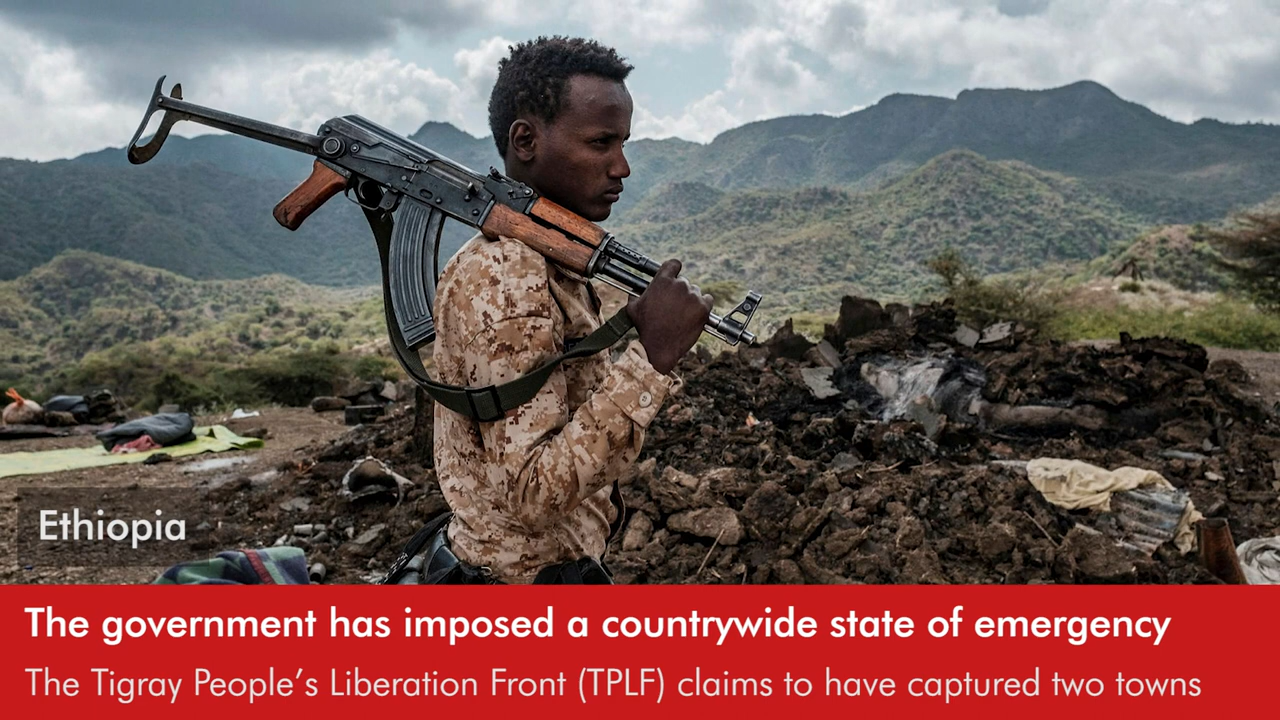 Ethiopia
The government has imposed a countrywide state of emergency
The Tigray People’s Liberation Front (TPLF) claims to have captured two towns